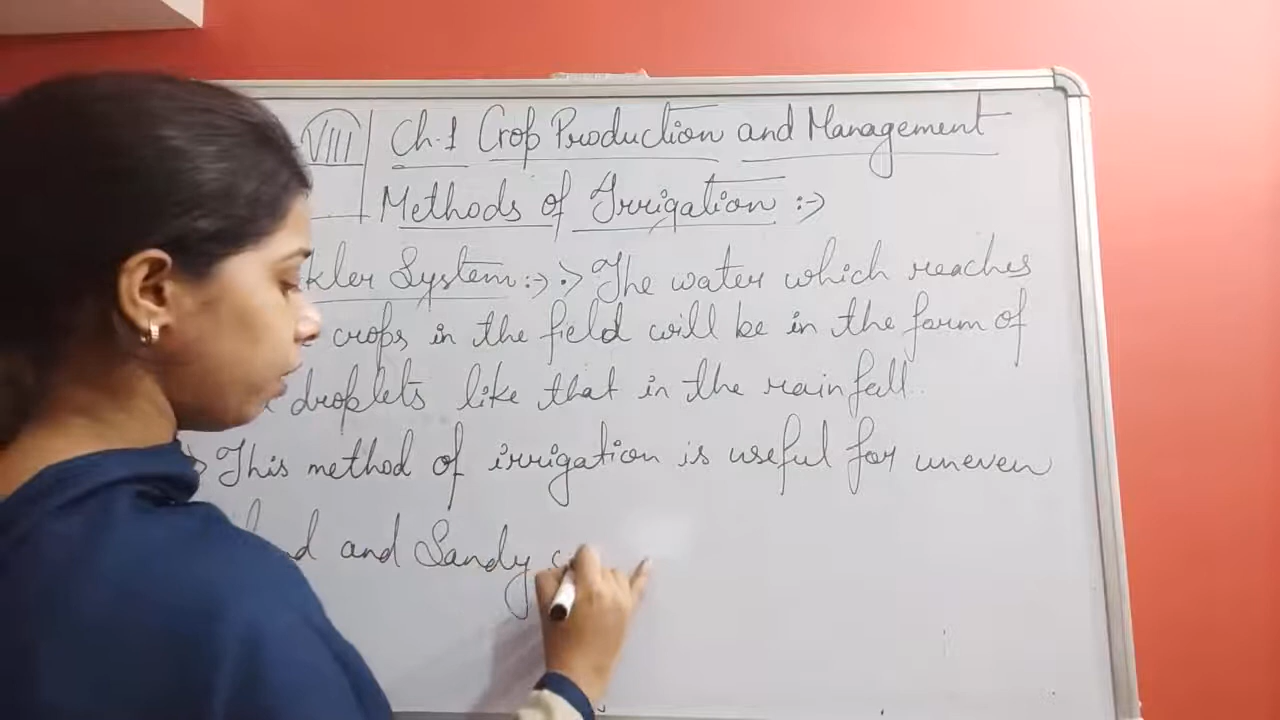 VIII Ch.1 Crop Production and Management
Methods of Irrigation :-)
kler System :-) .> The water which reaches
crops in the field will be in the form of
droplets like that in the rainfall.
> This method of irrigation is useful for uneven
and Sandy